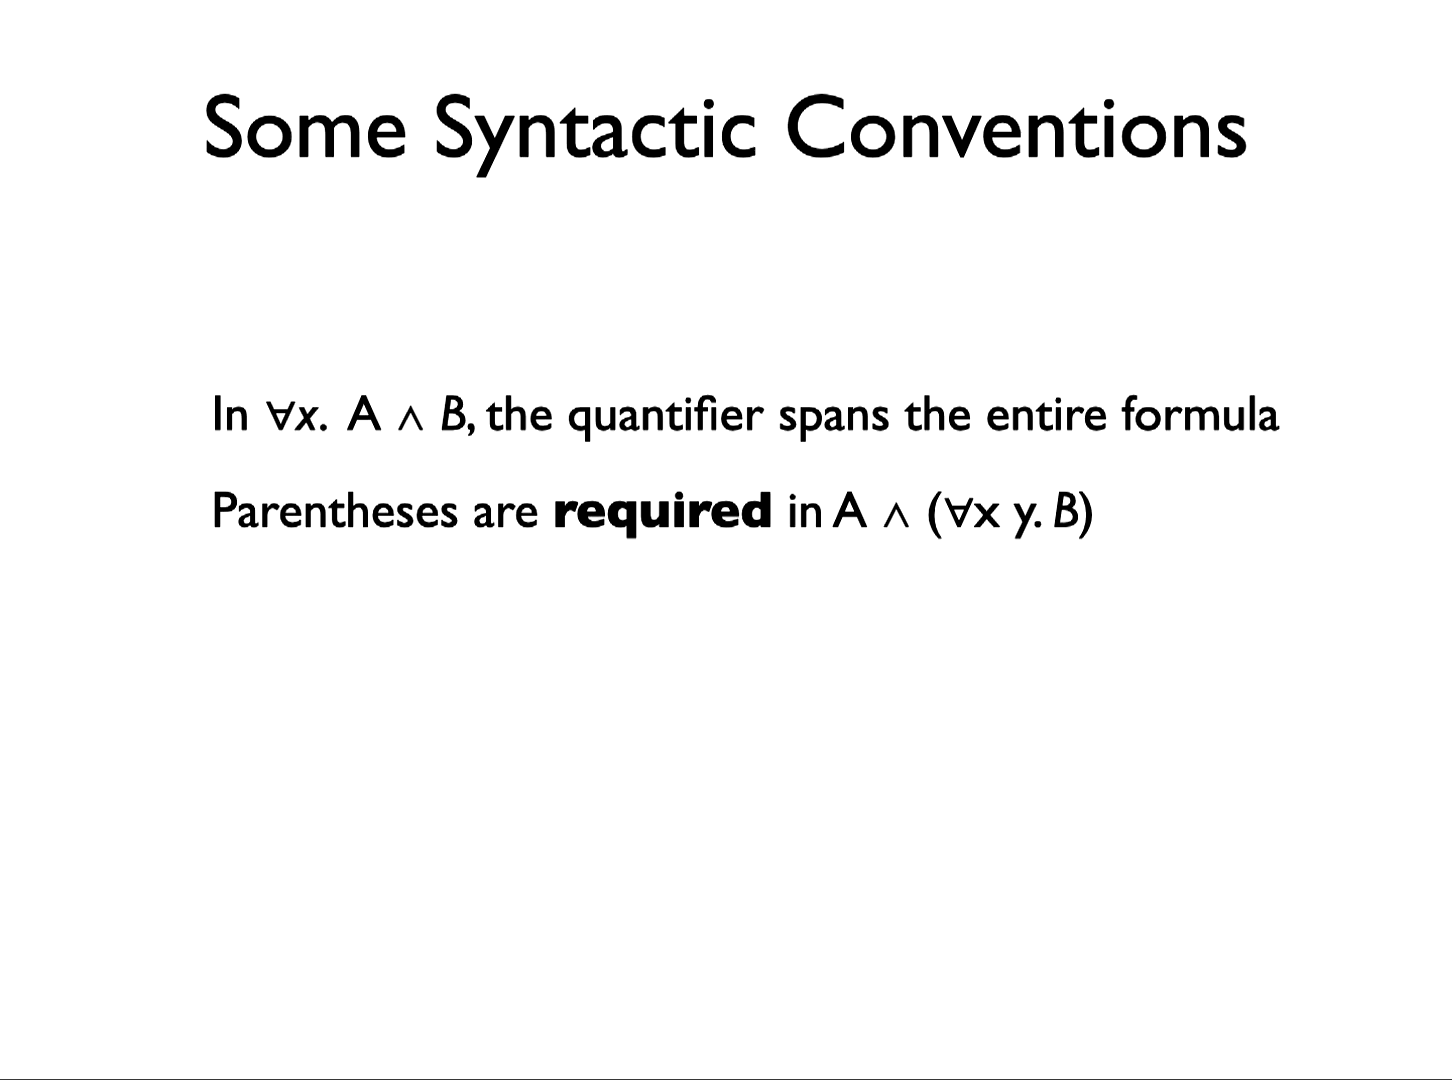 Some Syntactic Conventions
In ∀x. A ∧ B, the quantifier spans the entire formula
Parentheses are required in A ∧ (∀x y. B)